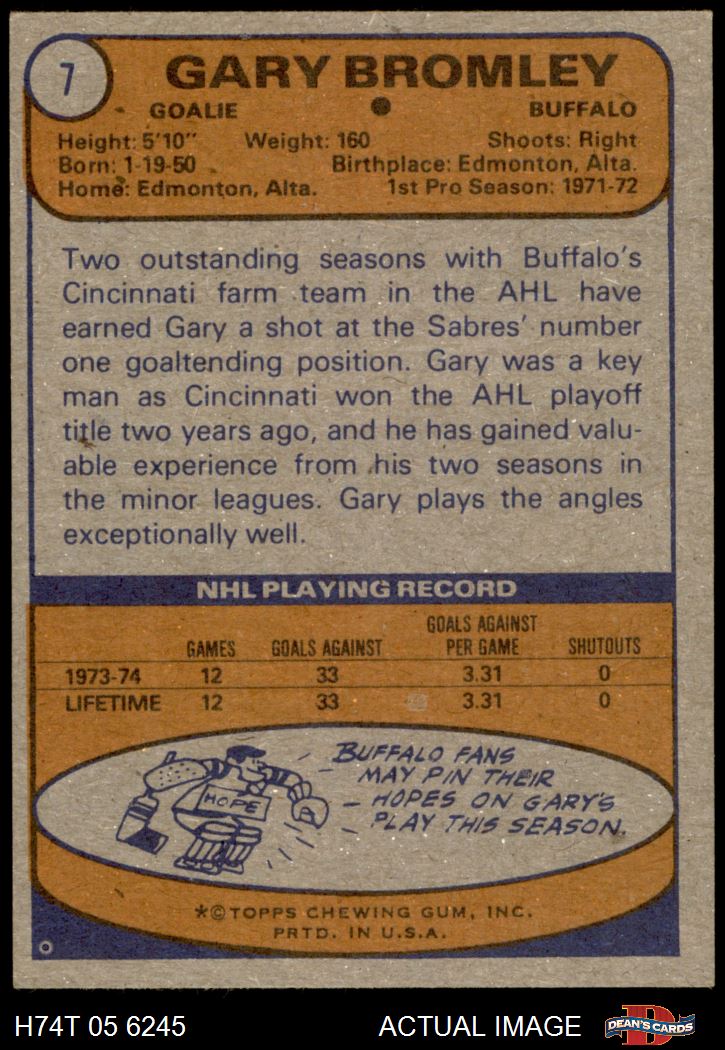 7
GARY BROMLEY
GOALIE ● BUFFALO
Height: 5'10" Weight: 160 Shoots: Right
Born: 1-19-50 Birthplace: Edmonton, Alta.
Home: Edmonton, Alta. 1st Pro Season: 1971-72
Two outstanding seasons with Buffalo's
Cincinnati farm team in the AHL have
earned Gary a shot at the Sabres' number
one goaltending position. Gary was a key
man as Cincinnati won the AHL playoff
title two years ago, and he has gained valu-
able experience from his two seasons in
the minor leagues. Gary plays the angles
exceptionally well.
NHL PLAYING RECORD
GAMES GOALS AGAINST GOALS AGAINST PER GAME SHUTOUTS
1973-74 12 33 3.31 0
LIFETIME 12 33 3.31 0
HOPE
BUFFALO FANS
MAY PIN THEIR
HOPES ON GARY'S
PLAY THIS SEASON.
*©TOPPS CHEWING GUM, INC.
PRTD. IN U.S.A.
H74T 05 6245 ACTUAL IMAGE DEAN'S CARDS